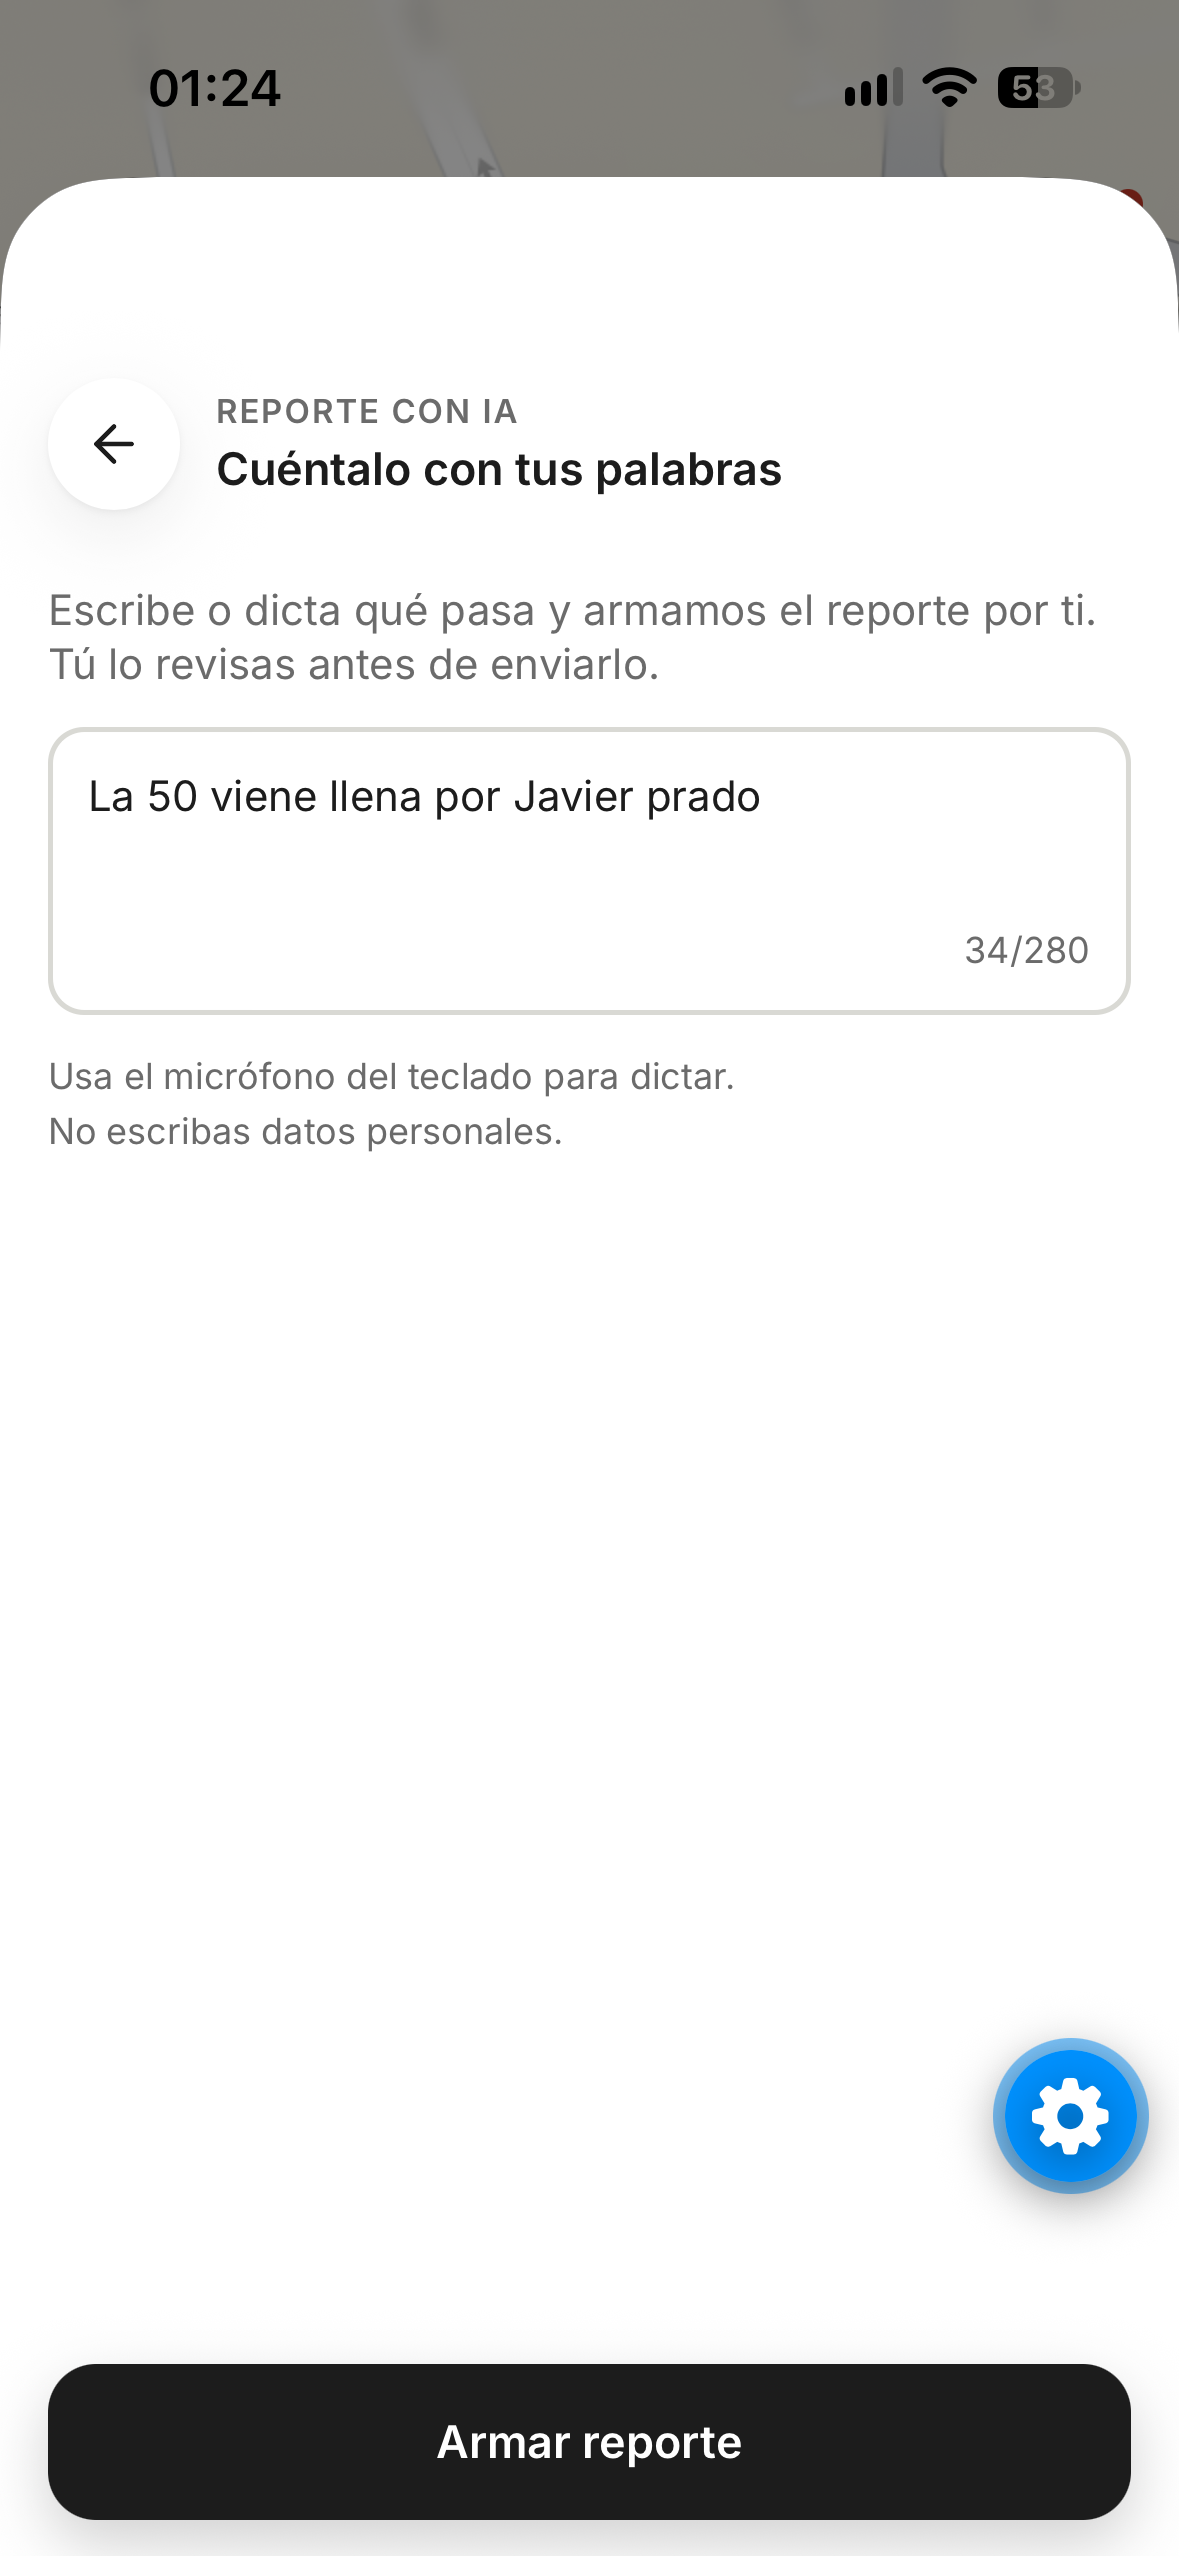 01:24
53
REPORTE CON IA
Cuéntalo con tus palabras
Escribe o dicta qué pasa y armamos el reporte por ti.
Tú lo revisas antes de enviarlo.
La 50 viene llena por Javier prado
34/280
Usa el micrófono del teclado para dictar.
No escribas datos personales.
Armar reporte